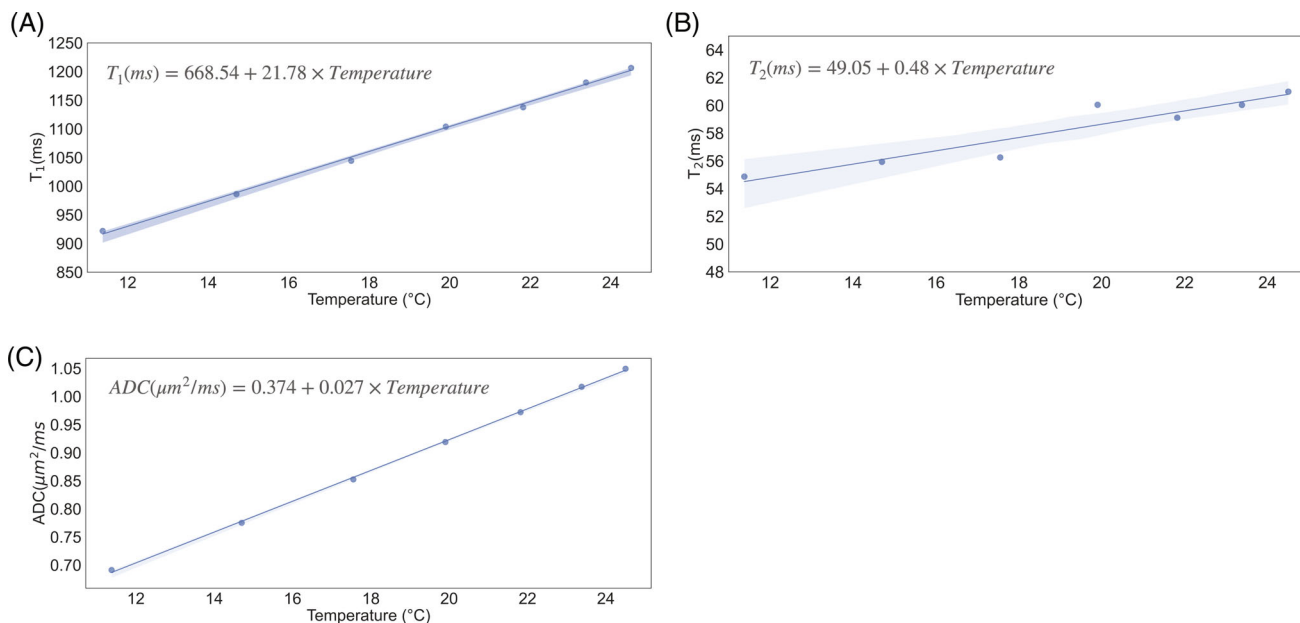 (A)
T₁(ms) = 668.54 + 21.78 × Temperature
T₁(ms)
1250
1200
1150
1100
1050
1000
950
900
850
12 14 16 18 20 22 24
Temperature (°C)
(B)
T₂(ms) = 49.05 + 0.48 × Temperature
T₂(ms)
64
62
60
58
56
54
52
50
48
12 14 16 18 20 22 24
Temperature (°C)
(C)
ADC(μm²/ms) = 0.374 + 0.027 × Temperature
ADC(μm²/ms
1.05
1.00
0.95
0.90
0.85
0.80
0.75
0.70
12 14 16 18 20 22 24
Temperature (°C)